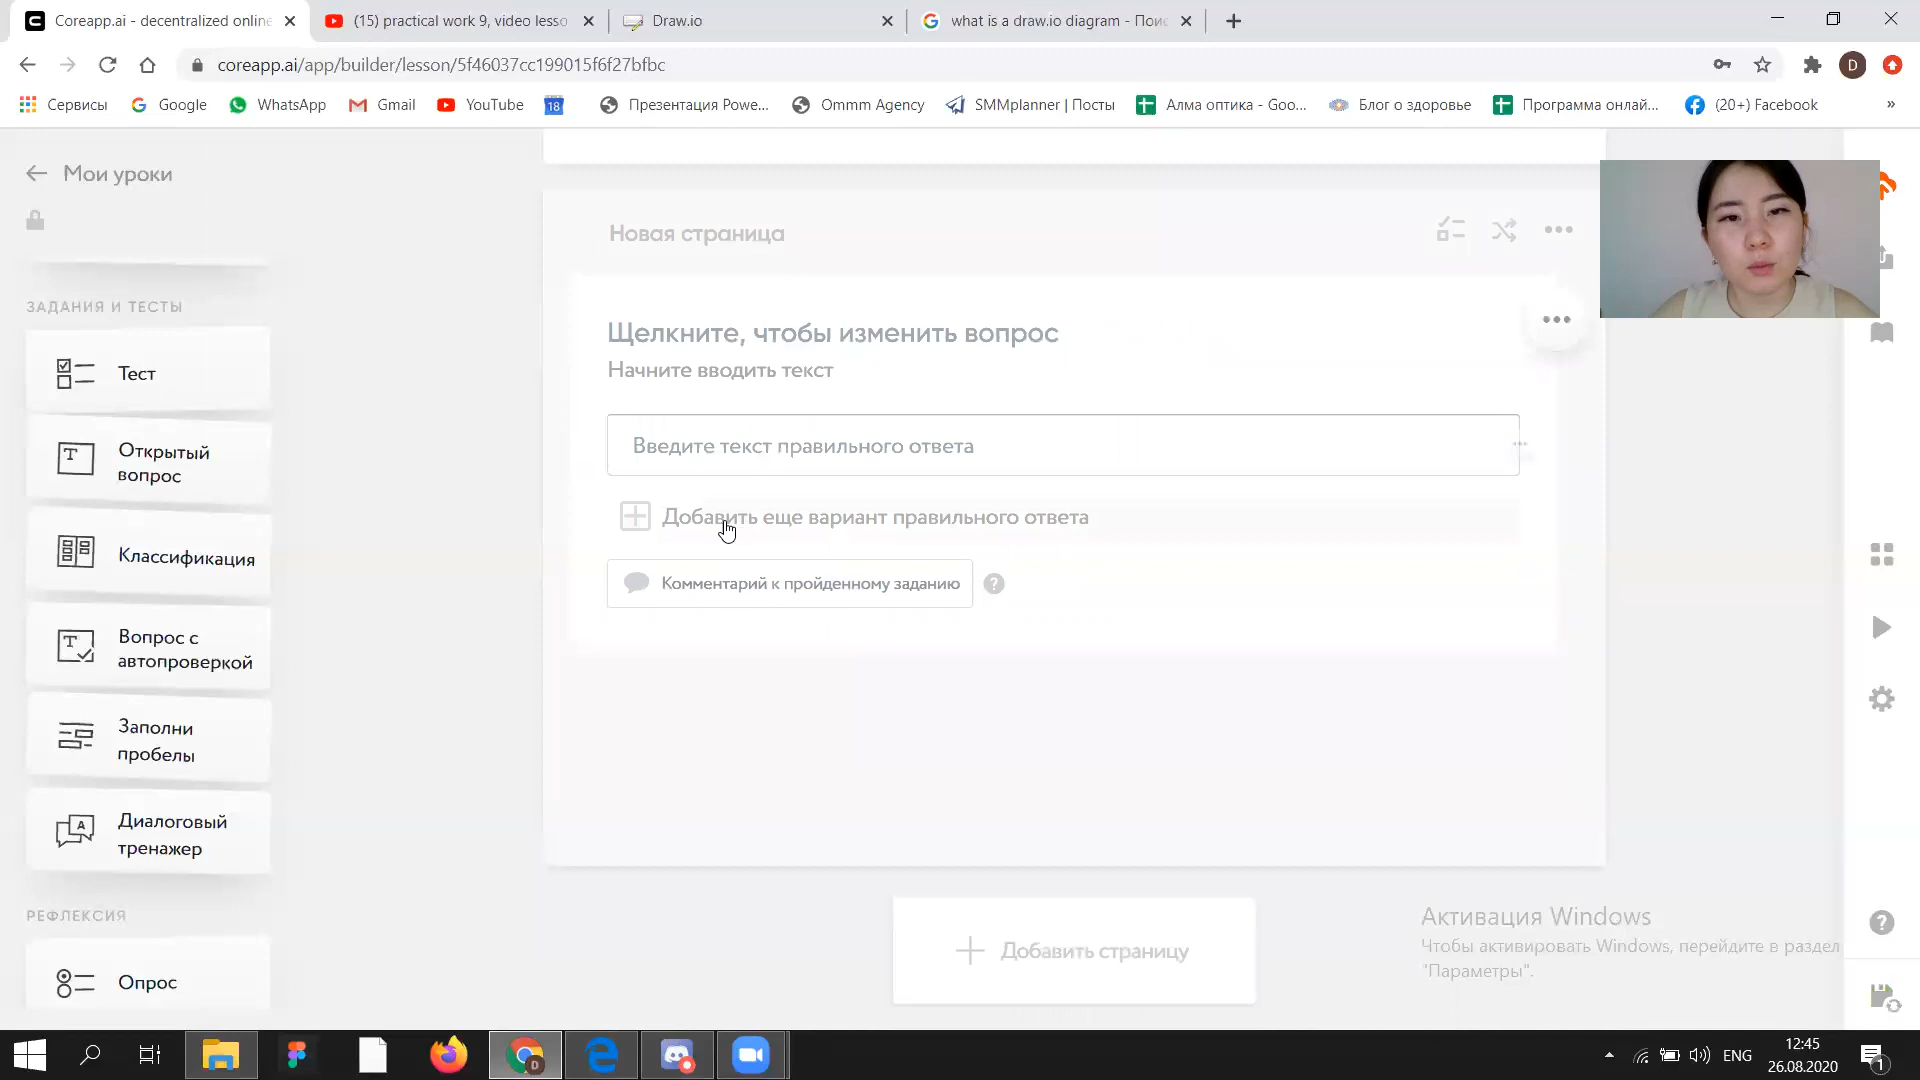 Coreapp.ai - decentralized online
(15) practical work 9, video lesso
Draw.io
what is a draw.io diagram - Пои
coreapp.ai/app/builder/lesson/5f46037cc199015f6f27bfbc
D
Сервисы
Google
WhatsApp
Gmail
YouTube
18
Презентация Powe...
Ommm Agency
SMMplanner | Посты
Алма оптика - Goo...
Блог о здоровье
Программа онлай...
(20+) Facebook
»
Мои уроки
ЗАДАНИЯ И ТЕСТЫ
Тест
Открытый
вопрос
Классификация
Вопрос с
автопроверкой
Заполни
пробелы
Диалоговый
тренажер
РЕФЛЕКСИЯ
Опрос
Новая страница
Щелкните, чтобы изменить вопрос
Начните вводить текст
Введите текст правильного ответа
Добавить еще вариант правильного ответа
Комментарий к пройденному заданию
?
Добавить страницу
Активация Windows
Чтобы активировать Windows, перейдите в раздел
"Параметры".
?
ENG
12:45
26.08.2020
1